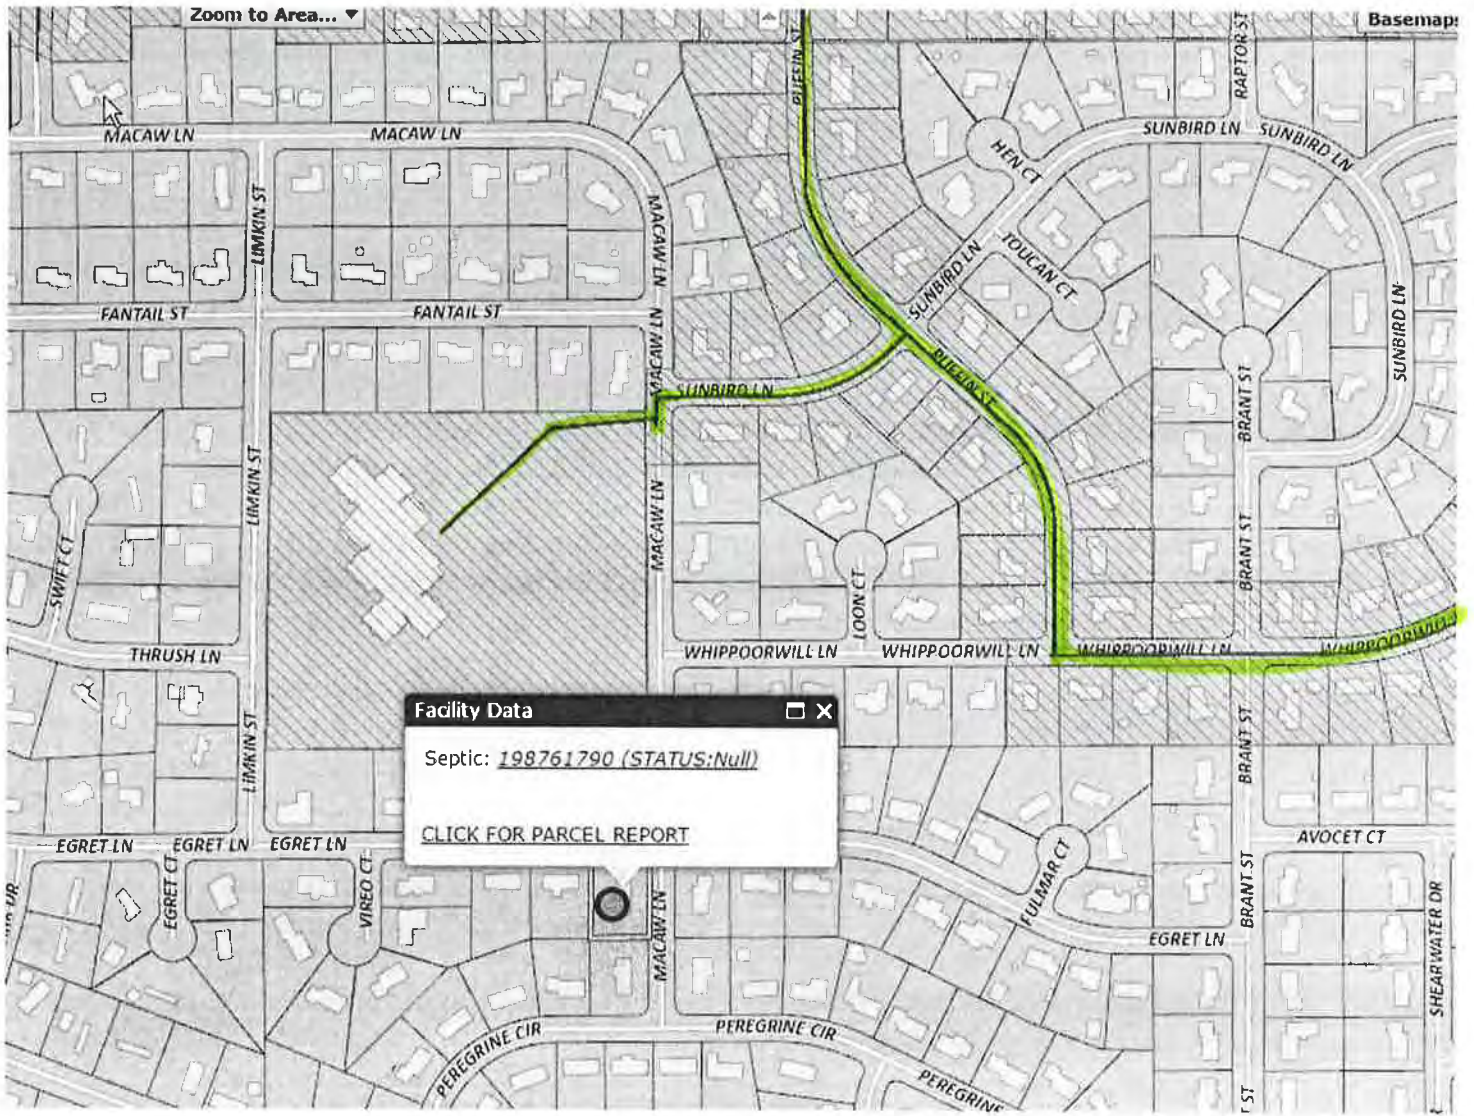 Zoom to Area... ▼
Basemaps
PUFFIN ST
RAPTOR ST
MACAW LN
MACAW LN
SUNBIRD LN
SUNBIRD LN
HEN CT
LIMKIN ST
MACAW LN
TOUCAN CT
SUNBIRD LN
FANTAIL ST
FANTAIL ST
MACAW LN
SUNBIRD LN
PUFFIN ST
SUNBIRD LN
BRANT ST
LIMKIN ST
MACAW LN
SWIFT CT
LOON CT
BRANT ST
THRUSH LN
WHIPPOORWILL LN
WHIPPOORWILL LN
WHIPPOORWILL LN
WHIPPOORWILL
LIMKIN ST
Facility Data
Septic: 198761790 (STATUS:Null)
CLICK FOR PARCEL REPORT
BRANT ST
EGRET LN
EGRET LN
EGRET LN
AVOCET CT
EGRET CT
VIREO CT
MACAW LN
FULMAR CT
BRANT ST
EGRET LN
SHEARWATER DR
PEREGRINE CIR
PEREGRINE CIR
PEREGRINE
ST